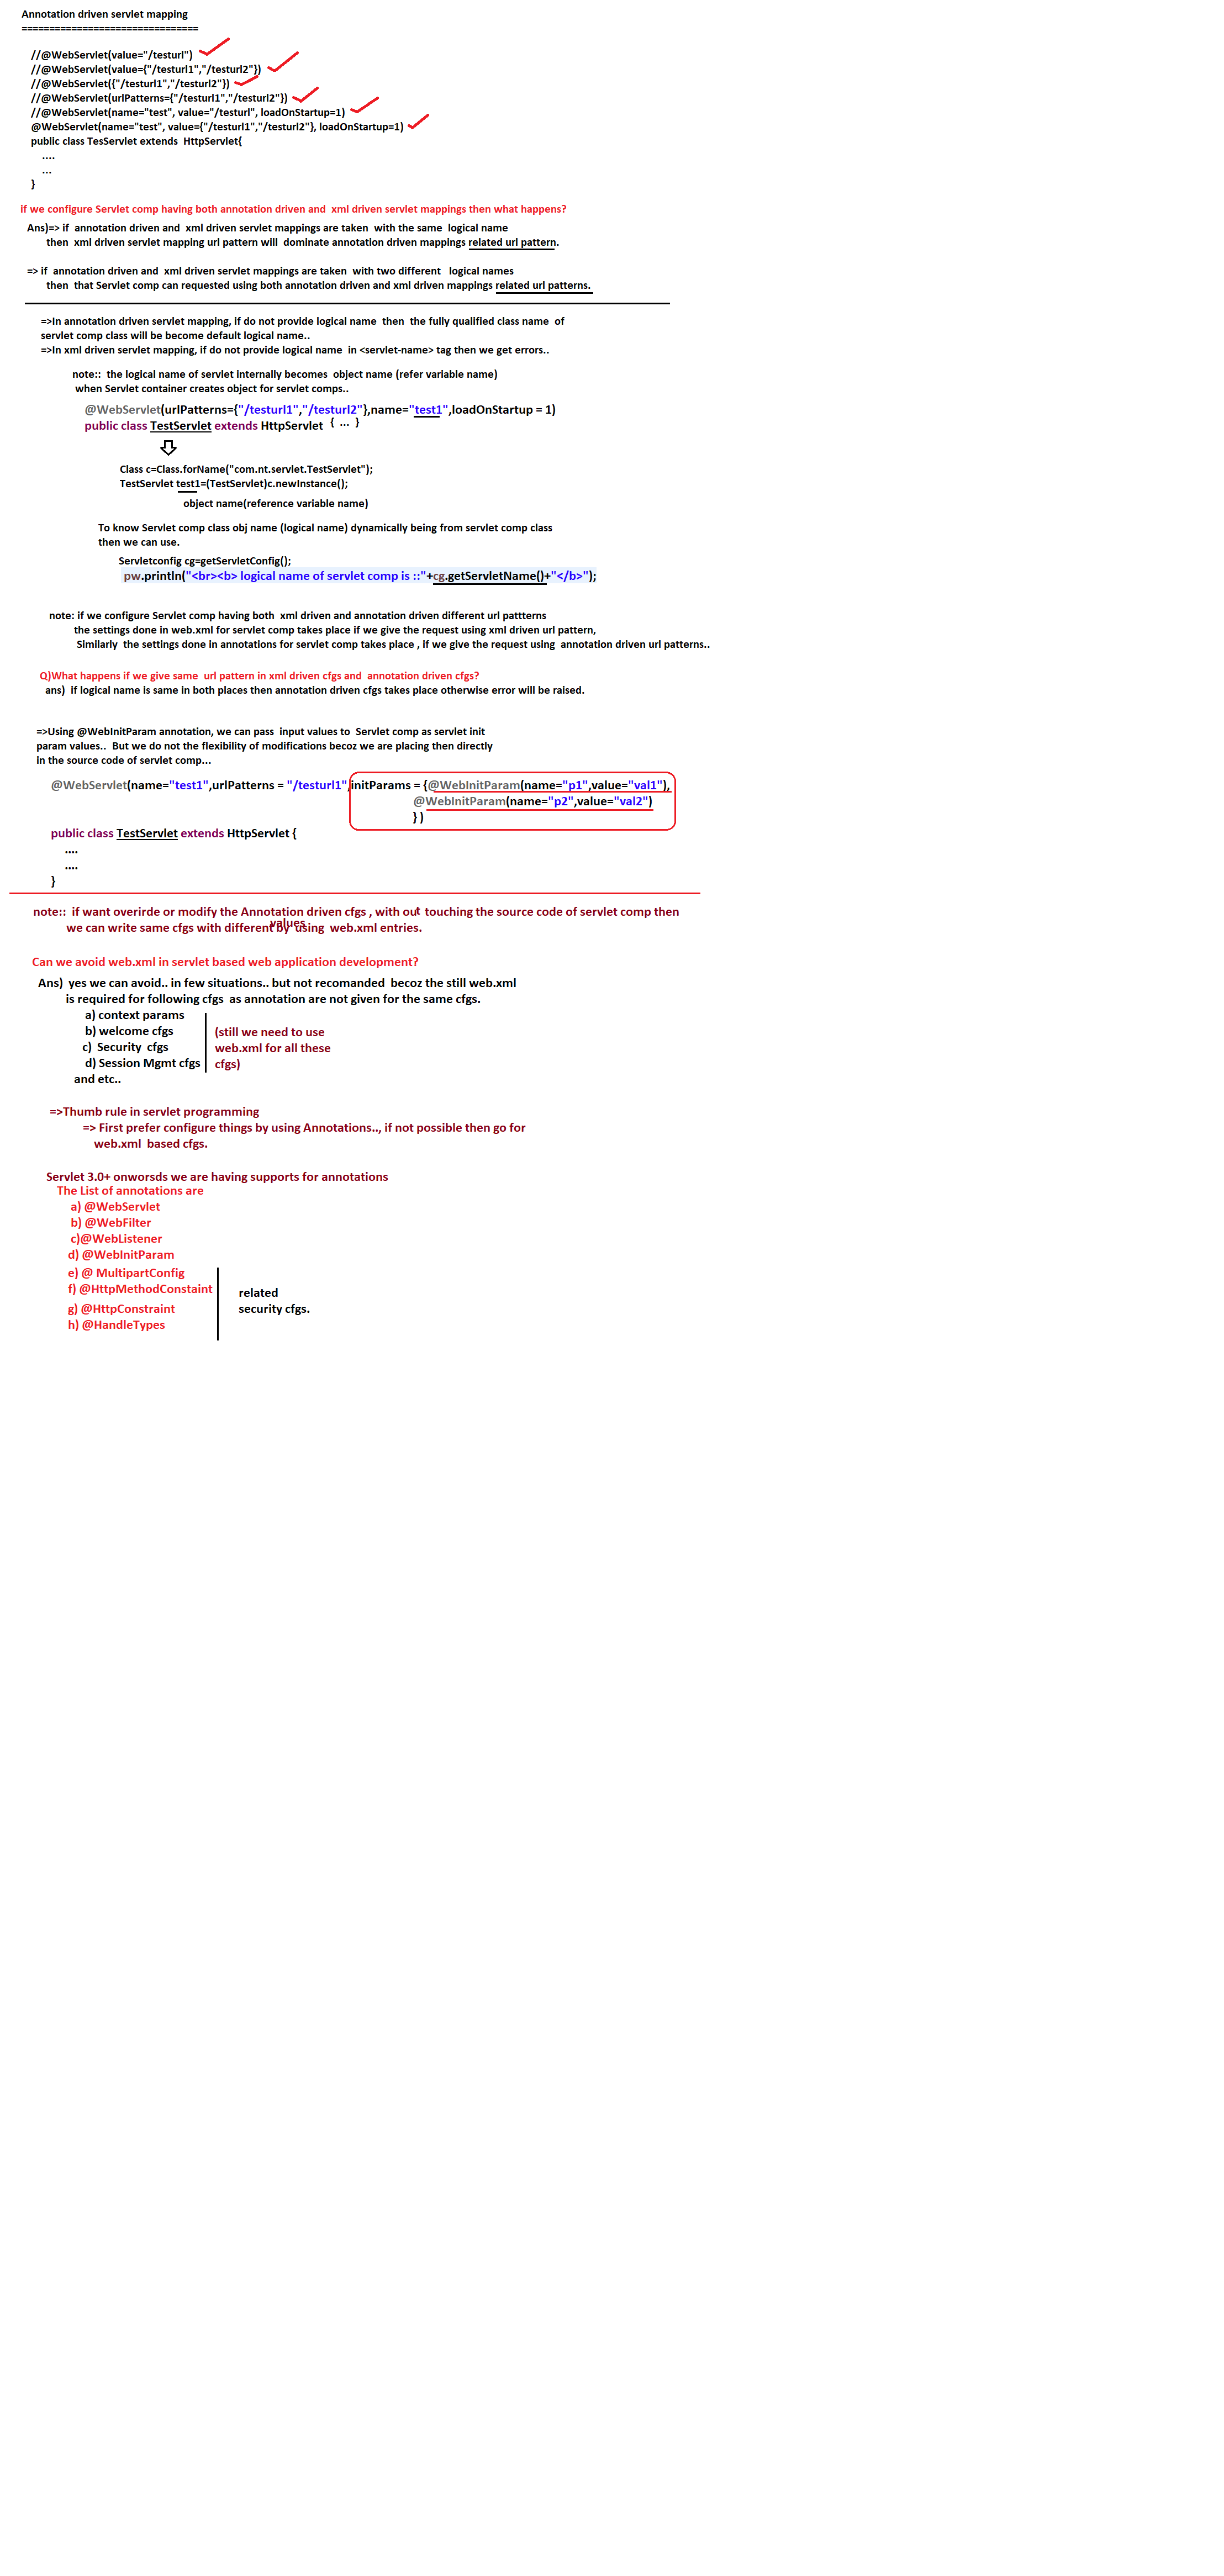 Annotation driven servlet mapping
================================
//@WebServlet(value="/testurl")
//@WebServlet(value={"/testurl1","/testurl2"})
//@WebServlet({"/testurl1","/testurl2"})
//@WebServlet(urlPatterns={"/testurl1","/testurl2"})
//@WebServlet(name="test", value="/testurl", loadOnStartup=1)
@WebServlet(name="test", value={"/testurl1","/testurl2"}, loadOnStartup=1)
public class TesServlet extends  HttpServlet{
....
...
}
if we configure Servlet comp having both annotation driven and  xml driven servlet mappings then what happens?
Ans)=> if  annotation driven and  xml driven servlet mappings are taken  with the same  logical name
then  xml driven servlet mapping url pattern will  dominate annotation driven mappings related url pattern.
=> if  annotation driven and  xml driven servlet mappings are taken  with two different   logical names
then  that Servlet comp can requested using both annotation driven and xml driven mappings related url patterns.
=>In annotation driven servlet mapping, if do not provide logical name  then  the fully qualified class name  of
servlet comp class will be become default logical name..
=>In xml driven servlet mapping, if do not provide logical name  in <servlet-name> tag then we get errors..
note::  the logical name of servlet internally becomes  object name (refer variable name)
when Servlet container creates object for servlet comps..
@WebServlet(urlPatterns={"/testurl1","/testurl2"},name="test1",loadOnStartup = 1)
public class TestServlet extends HttpServlet  {  ...  }
Class c=Class.forName("com.nt.servlet.TestServlet");
TestServlet test1=(TestServlet)c.newInstance();
object name(reference variable name)
To know Servlet comp class obj name (logical name) dynamically being from servlet comp class
then we can use.
Servletconfig cg=getServletConfig();
pw.println("<br><b> logical name of servlet comp is ::"+cg.getServletName()+"</b>");
note: if we configure Servlet comp having both  xml driven and annotation driven different url pattterns
the settings done in web.xml for servlet comp takes place if we give the request using xml driven url pattern,
Similarly  the settings done in annotations for servlet comp takes place , if we give the request using  annotation driven url patterns..
Q)What happens if we give same  url pattern in xml driven cfgs and  annotation driven cfgs?
ans)  if logical name is same in both places then annotation driven cfgs takes place otherwise error will be raised.
=>Using @WebInitParam annotation, we can pass  input values to  Servlet comp as servlet init
param values..  But we do not the flexibility of modifications becoz we are placing then directly
in the source code of servlet comp...
@WebServlet(name="test1",urlPatterns = "/testurl1",initParams = {@WebInitParam(name="p1",value="val1"),
@WebInitParam(name="p2",value="val2")
} )
public class TestServlet extends HttpServlet {
....
....
}
note::  if want overirde or modify the Annotation driven cfgs , with out  touching the source code of servlet comp then
values
we can write same cfgs with different by  using  web.xml entries.
Can we avoid web.xml in servlet based web application development?
Ans)  yes we can avoid.. in few situations.. but not recomanded  becoz the still web.xml
is required for following cfgs  as annotation are not given for the same cfgs.
a) context params
b) welcome cfgs
c)  Security  cfgs
d) Session Mgmt cfgs
and etc..
(still we need to use
web.xml for all these
cfgs)
=>Thumb rule in servlet programming
=> First prefer configure things by using Annotations.., if not possible then go for
web.xml  based cfgs.
Servlet 3.0+ onworsds we are having supports for annotations
The List of annotations are
a) @WebServlet
b) @WebFilter
c)@WebListener
d) @WebInitParam
e) @ MultipartConfig
f) @HttpMethodConstaint
g) @HttpConstraint
h) @HandleTypes
related
security cfgs.